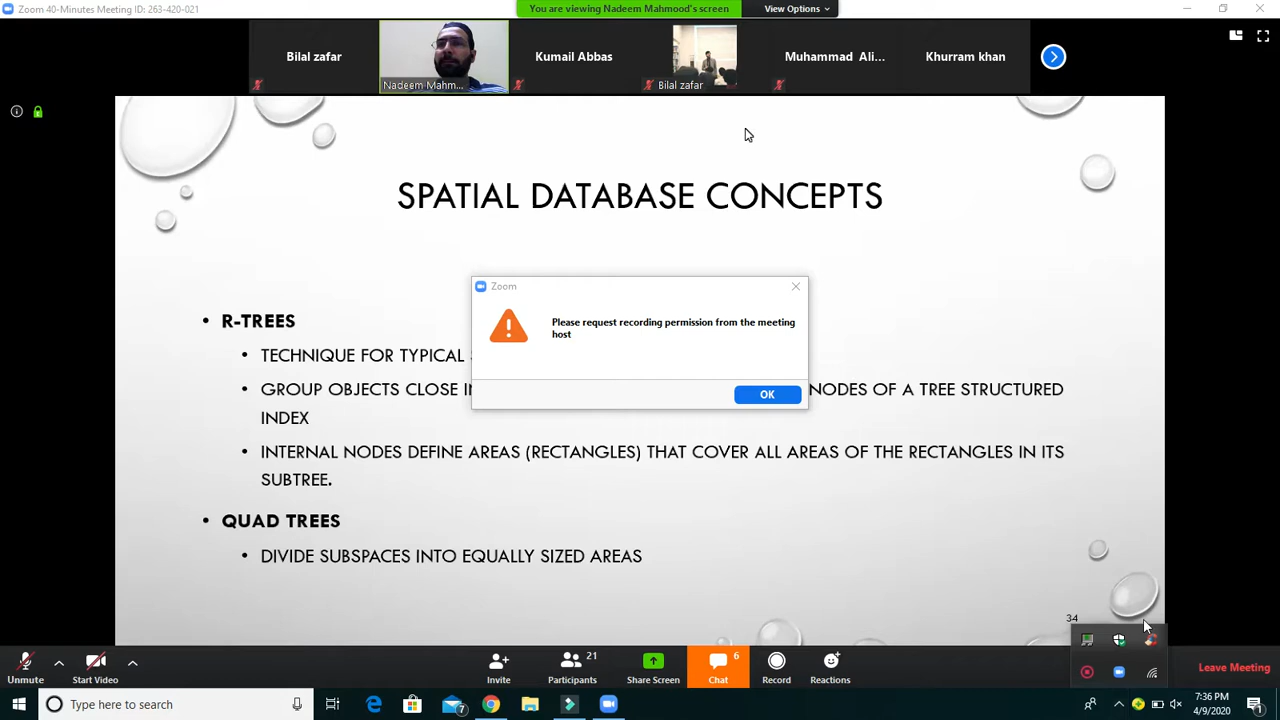 Zoom 40-Minutes Meeting ID: 263-420-021
You are viewing Nadeem Mahmood's screen
View Options
Bilal zafar
Nadeem Mahm...
Kumail Abbas
Bilal zafar
Muhammad Ali...
Khurram khan
SPATIAL DATABASE CONCEPTS
Zoom
Please request recording permission from the meeting
host
OK
• R-TREES
• TECHNIQUE FOR TYPICAL
• GROUP OBJECTS CLOSE IN NODES OF A TREE STRUCTURED
INDEX
• INTERNAL NODES DEFINE AREAS (RECTANGLES) THAT COVER ALL AREAS OF THE RECTANGLES IN ITS
SUBTREE.
• QUAD TREES
• DIVIDE SUBSPACES INTO EQUALLY SIZED AREAS
34
Unmute
Start Video
Invite
21
Participants
Share Screen
6
Chat
Record
Reactions
Leave Meeting
Type here to search
7
7:36 PM
4/9/2020
1